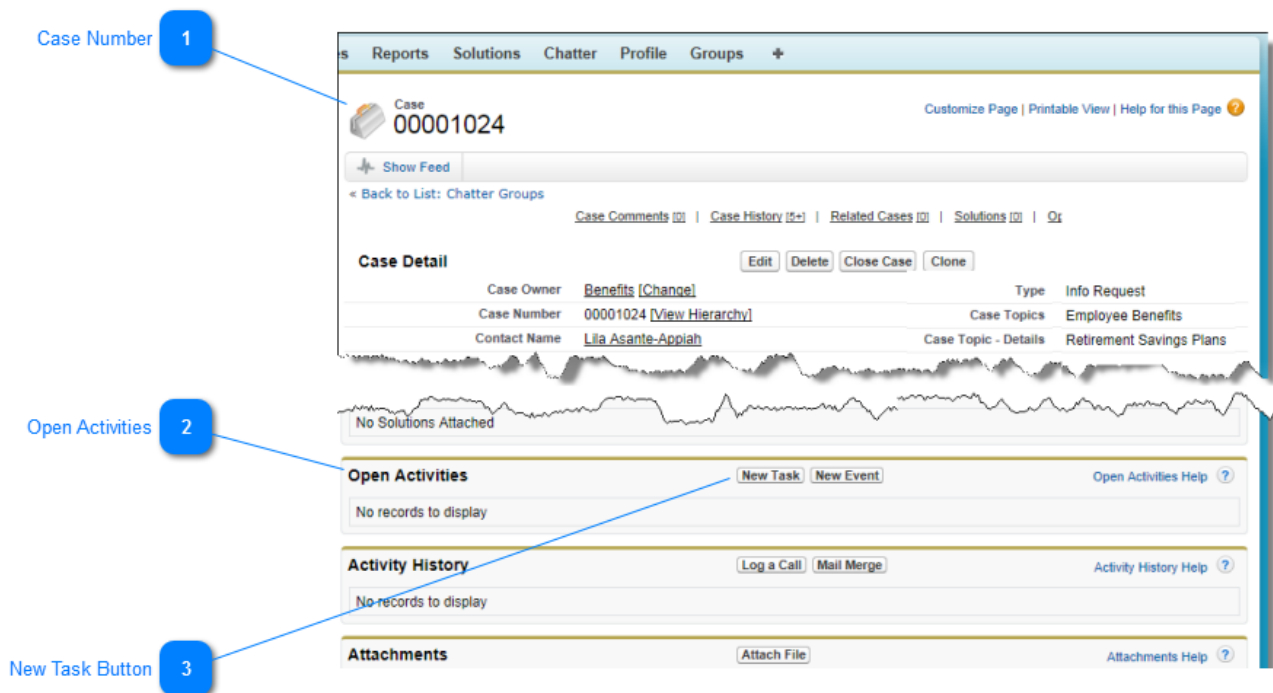 Case Number 1
s Reports Solutions Chatter Profile Groups +
Case
00001024
Customize Page | Printable View | Help for this Page ?
Show Feed
« Back to List: Chatter Groups
Case Comments [0] | Case History [5+] | Related Cases [0] | Solutions [0] | Op
Case Detail Edit Delete Close Case Clone
Case Owner Benefits [Change] Type Info Request
Case Number 00001024 [View Hierarchy] Case Topics Employee Benefits
Contact Name Lila Asante-Appiah Case Topic - Details Retirement Savings Plans
No Solutions Attached
Open Activities 2
Open Activities New Task New Event Open Activities Help ?
No records to display
Activity History Log a Call Mail Merge Activity History Help ?
No records to display
New Task Button 3
Attachments Attach File Attachments Help ?